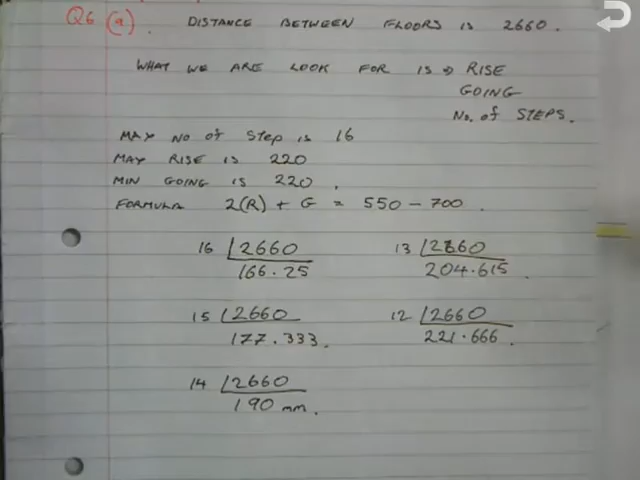 Q6 (a). DISTANCE BETWEEN FLOORS IS 2660.
WHAT WE ARE LOOK FOR IS ⇒ RISE
GOING
No. of STEPS.
MAX NO of Step is 16
MAX RISE IS 220
MIN GOING IS 220.
FORMULA 2(R) + G = 550 - 700.
16 2660
166.25
13 2660
204.615
15 2660
177.333.
12 2660
221.666.
14 2660
190 mm.